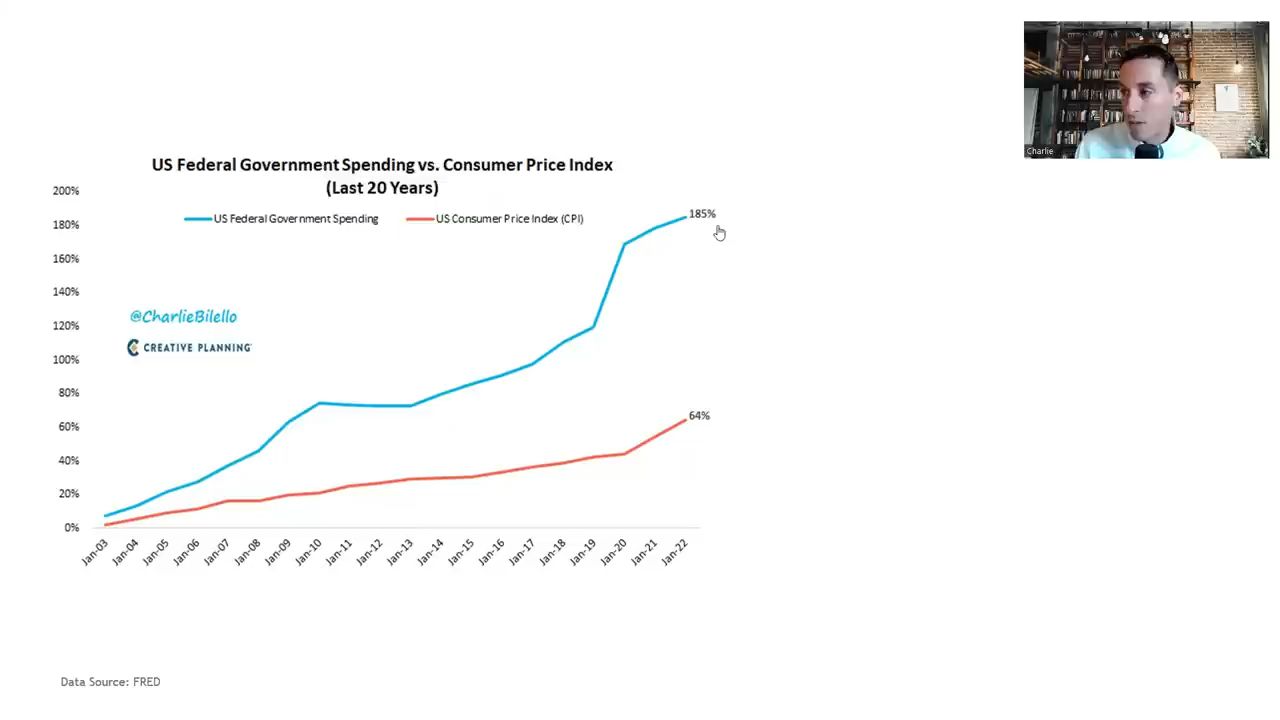 Charlie
US Federal Government Spending vs. Consumer Price Index
(Last 20 Years)
US Federal Government Spending
US Consumer Price Index (CPI)
200%
180%
160%
140%
120%
100%
80%
60%
40%
20%
0%
185%
64%
@CharlieBilello
CREATIVE PLANNING
Jan-03
Jan-04
Jan-05
Jan-06
Jan-07
Jan-08
Jan-09
Jan-10
Jan-11
Jan-12
Jan-13
Jan-14
Jan-15
Jan-16
Jan-17
Jan-18
Jan-19
Jan-20
Jan-21
Jan-22
Data Source: FRED